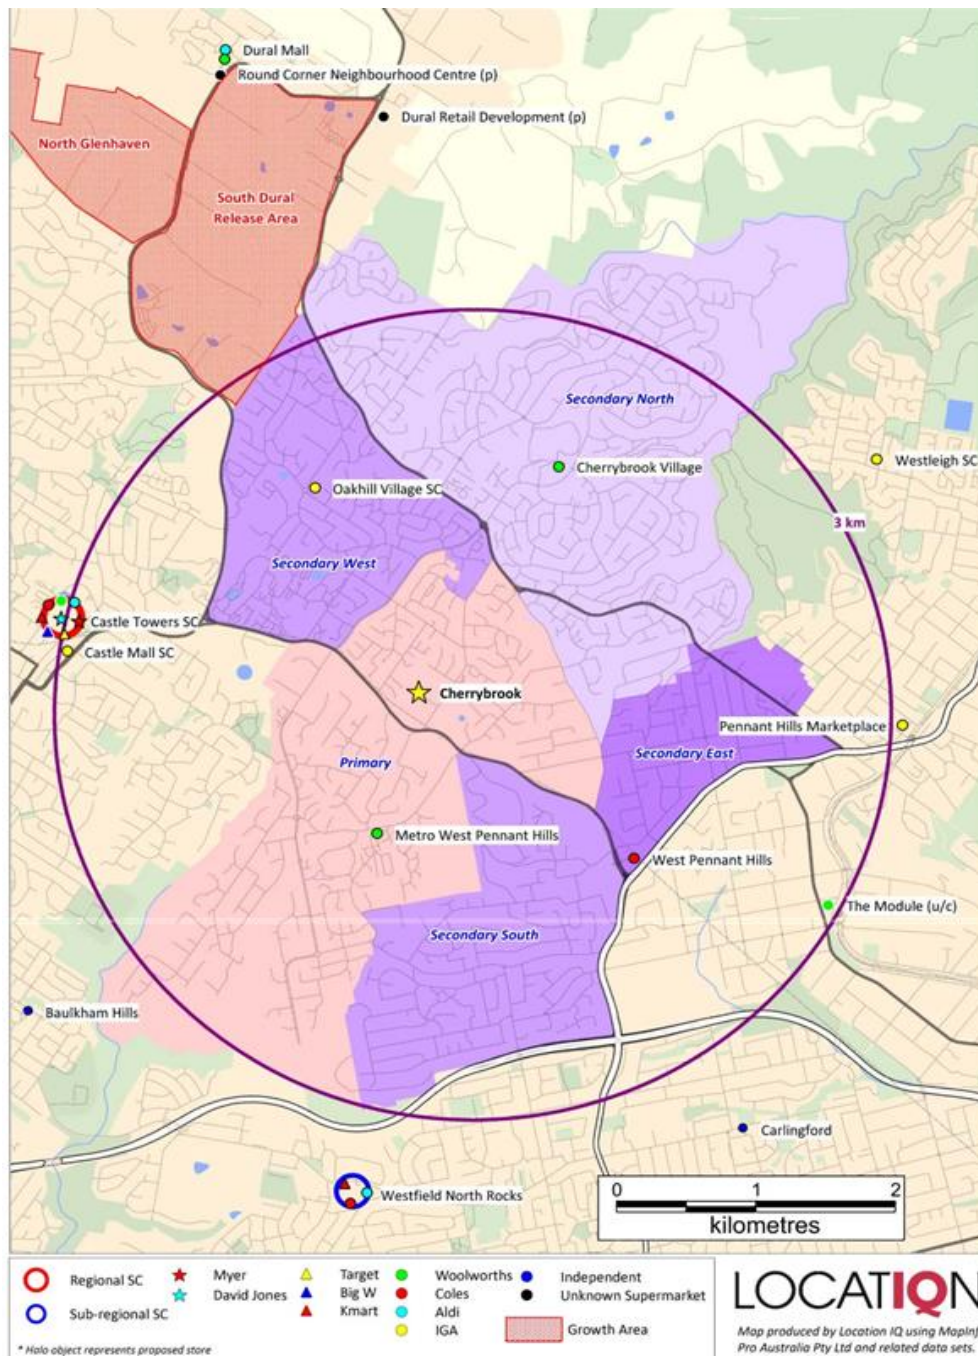 Dural Mall
Round Corner Neighbourhood Centre (p)
Dural Retail Development (p)
North Glenhaven
South Dural
Release Area
Secondary North
Cherrybrook Village
Westleigh SC
Oakhill Village SC
3 km
Secondary West
Castle Towers SC
Castle Mall SC
Cherrybrook
Pennant Hills Marketplace
Secondary East
Primary
Metro West Pennant Hills
West Pennant Hills
The Module (u/c)
Secondary South
Baulkham Hills
Carlingford
Westfield North Rocks
0 1 2
kilometres
Regional SC
Sub-regional SC
Myer
David Jones
Target
Big W
Kmart
Woolworths
Coles
Aldi
IGA
Independent
Unknown Supermarket
Growth Area
* Halo object represents proposed store
LOCATIQN
Map produced by Location IQ using MapInf
Pro Australia Pty Ltd and related data sets.